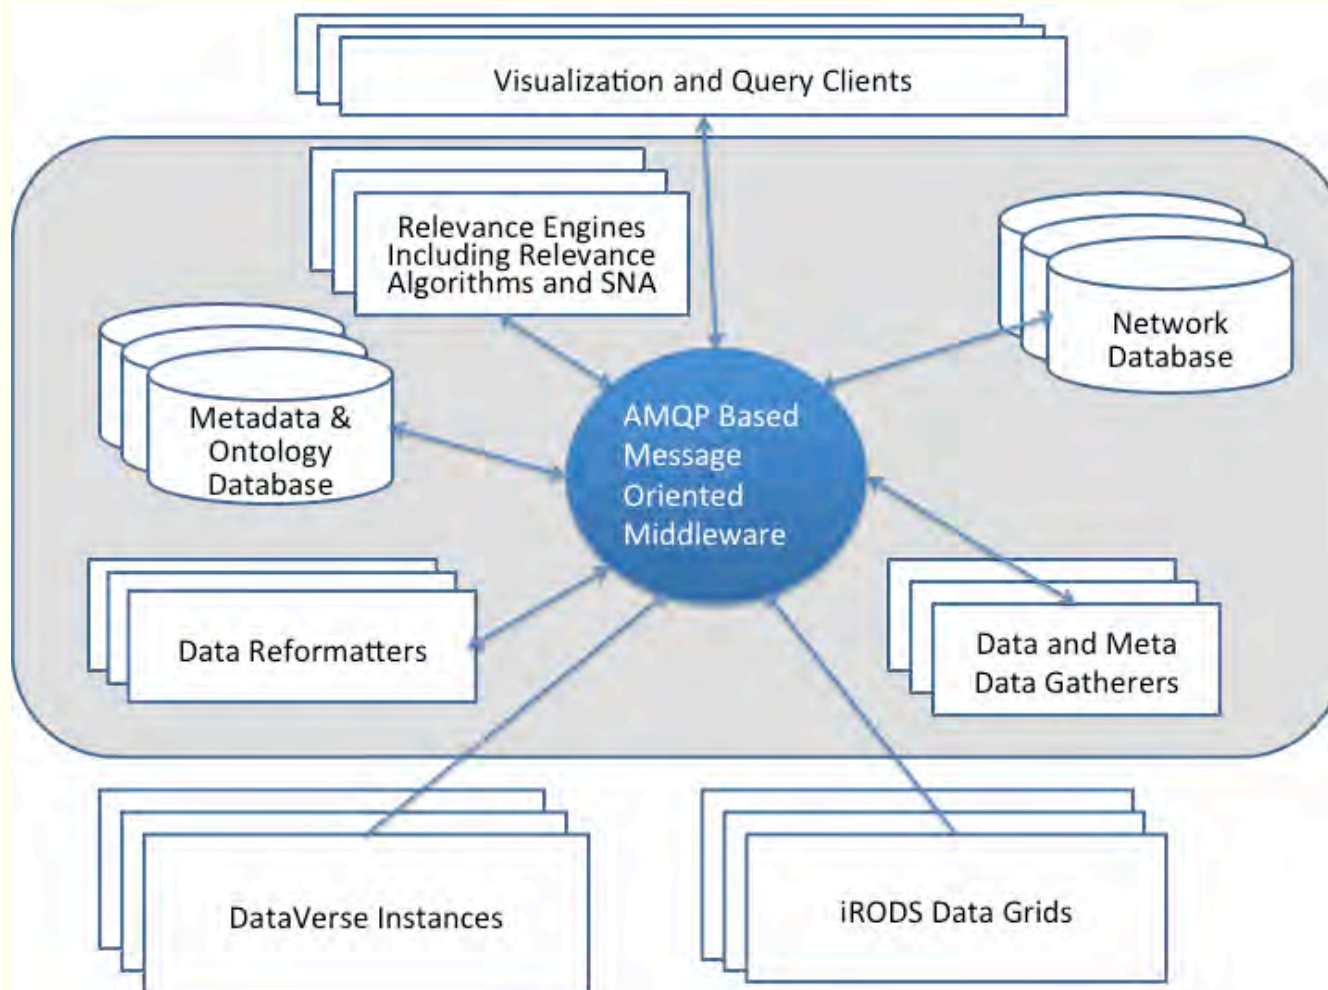 Visualization and Query Clients
Relevance Engines
Including Relevance
Algorithms and SNA
Network
Database
Metadata &
Ontology
Database
AMQP Based
Message
Oriented
Middleware
Data Reformatters
Data and Meta
Data Gatherers
DataVerse Instances
iRODS Data Grids